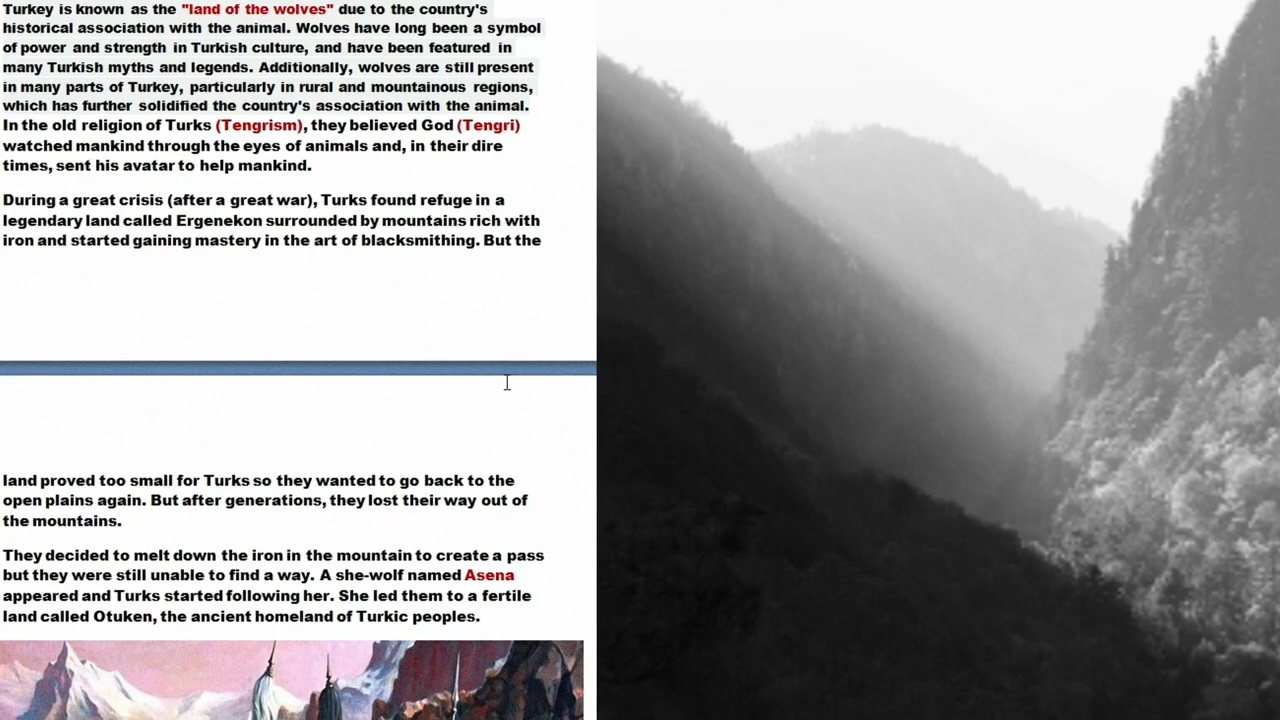 Turkey is known as the "land of the wolves" due to the country's
historical association with the animal. Wolves have long been a symbol
of power and strength in Turkish culture, and have been featured in
many Turkish myths and legends. Additionally, wolves are still present
in many parts of Turkey, particularly in rural and mountainous regions,
which has further solidified the country's association with the animal.
In the old religion of Turks (Tengrism), they believed God (Tengri)
watched mankind through the eyes of animals and, in their dire
times, sent his avatar to help mankind.
During a great crisis (after a great war), Turks found refuge in a
legendary land called Ergenekon surrounded by mountains rich with
iron and started gaining mastery in the art of blacksmithing. But the
land proved too small for Turks so they wanted to go back to the
open plains again. But after generations, they lost their way out of
the mountains.
They decided to melt down the iron in the mountain to create a pass
but they were still unable to find a way. A she-wolf named Asena
appeared and Turks started following her. She led them to a fertile
land called Otuken, the ancient homeland of Turkic peoples.